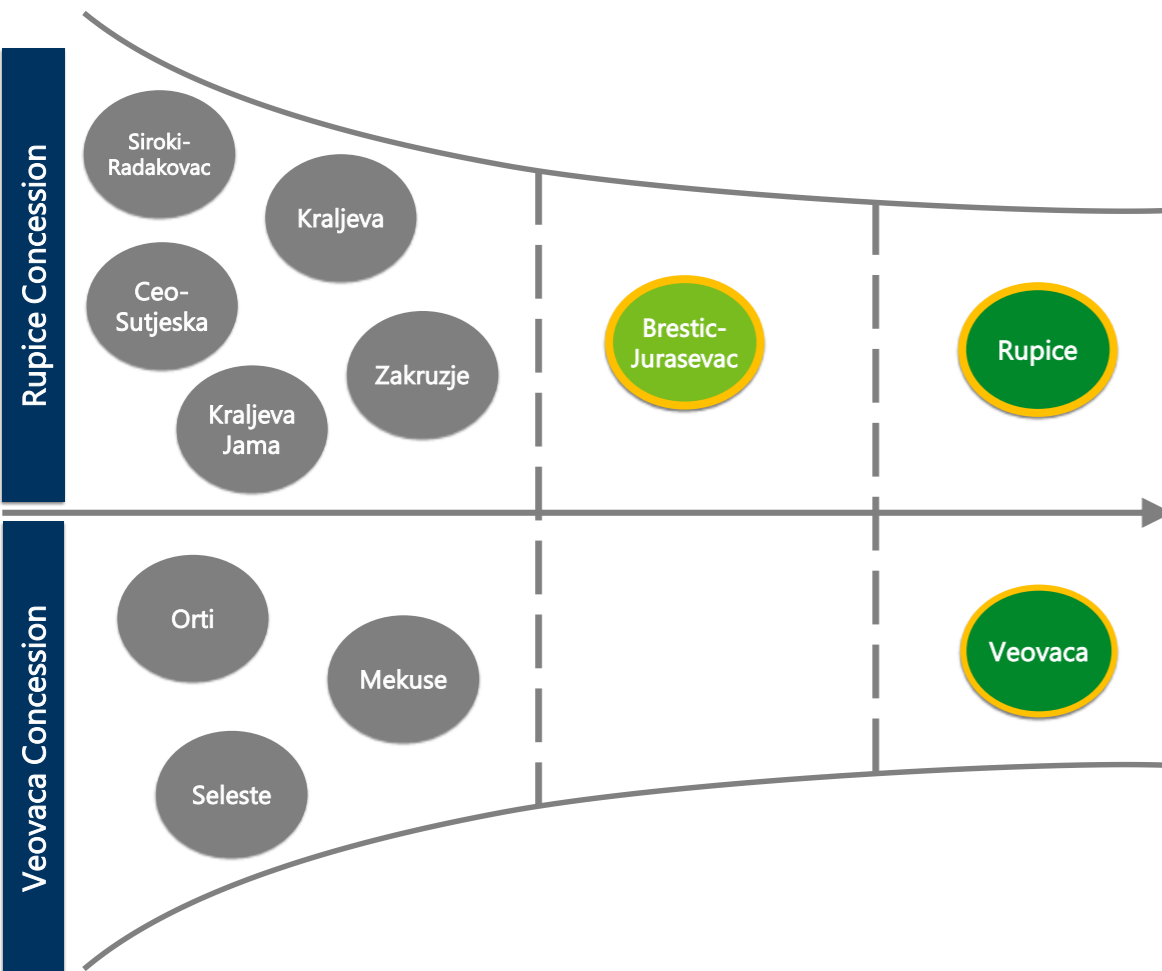 Rupice Concession
Siroki-
Radakovac
Kraljeva
Ceo-
Sutjeska
Zakruzje
Kraljeva
Jama
Brestic-
Jurasevac
Rupice
Veovaca Concession
Orti
Mekuse
Seleste
Veovaca